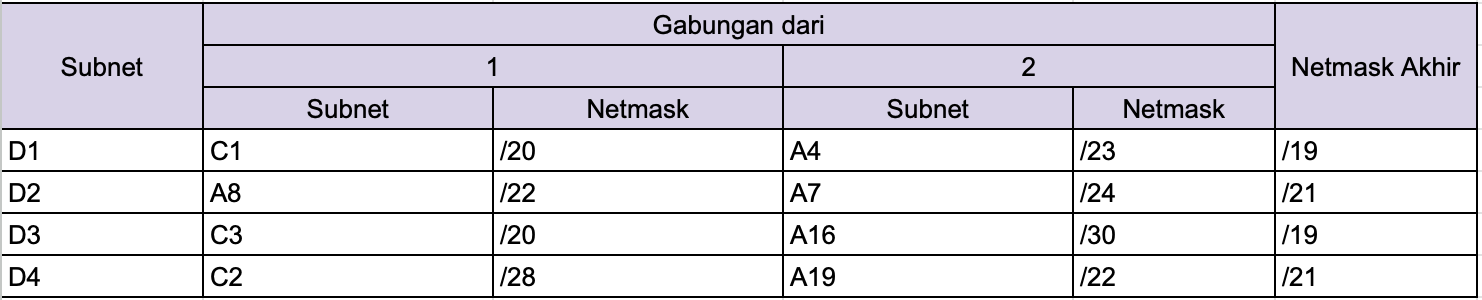 Subnet Gabungan dari Netmask Akhir
1 2
Subnet Netmask Subnet Netmask
D1 C1 /20 A4 /23 /19
D2 A8 /22 A7 /24 /21
D3 C3 /20 A16 /30 /19
D4 C2 /28 A19 /22 /21